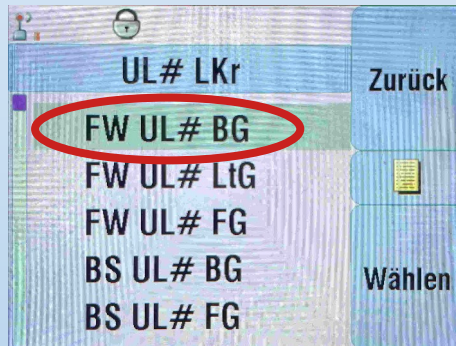 UL# LKr
Zurück
FW UL# BG
FW UL# LtG
FW UL# FG
BS UL# BG
Wählen
BS UL# FG